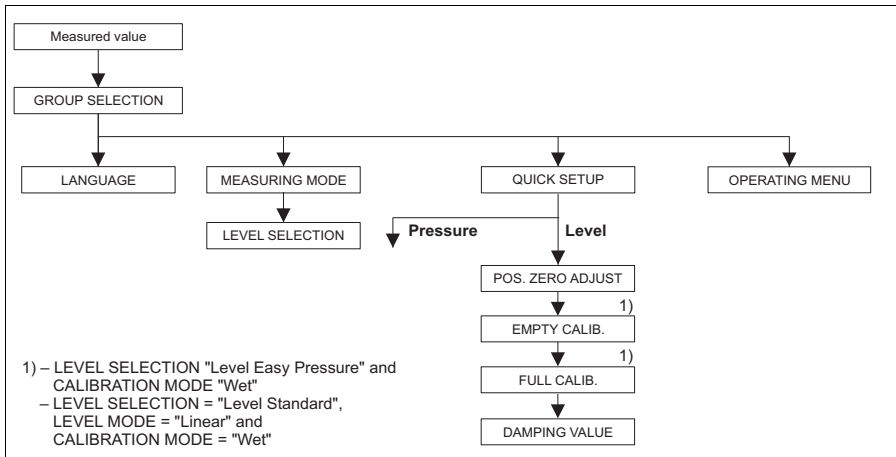 Measured value
GROUP SELECTION
LANGUAGE
MEASURING MODE
QUICK SETUP
OPERATING MENU
LEVEL SELECTION
Pressure
Level
POS. ZERO ADJUST
1)
EMPTY CALIB.
1)
FULL CALIB.
DAMPING VALUE
1) – LEVEL SELECTION "Level Easy Pressure" and
CALIBRATION MODE "Wet"
– LEVEL SELECTION = "Level Standard",
LEVEL MODE = "Linear" and
CALIBRATION MODE = "Wet"